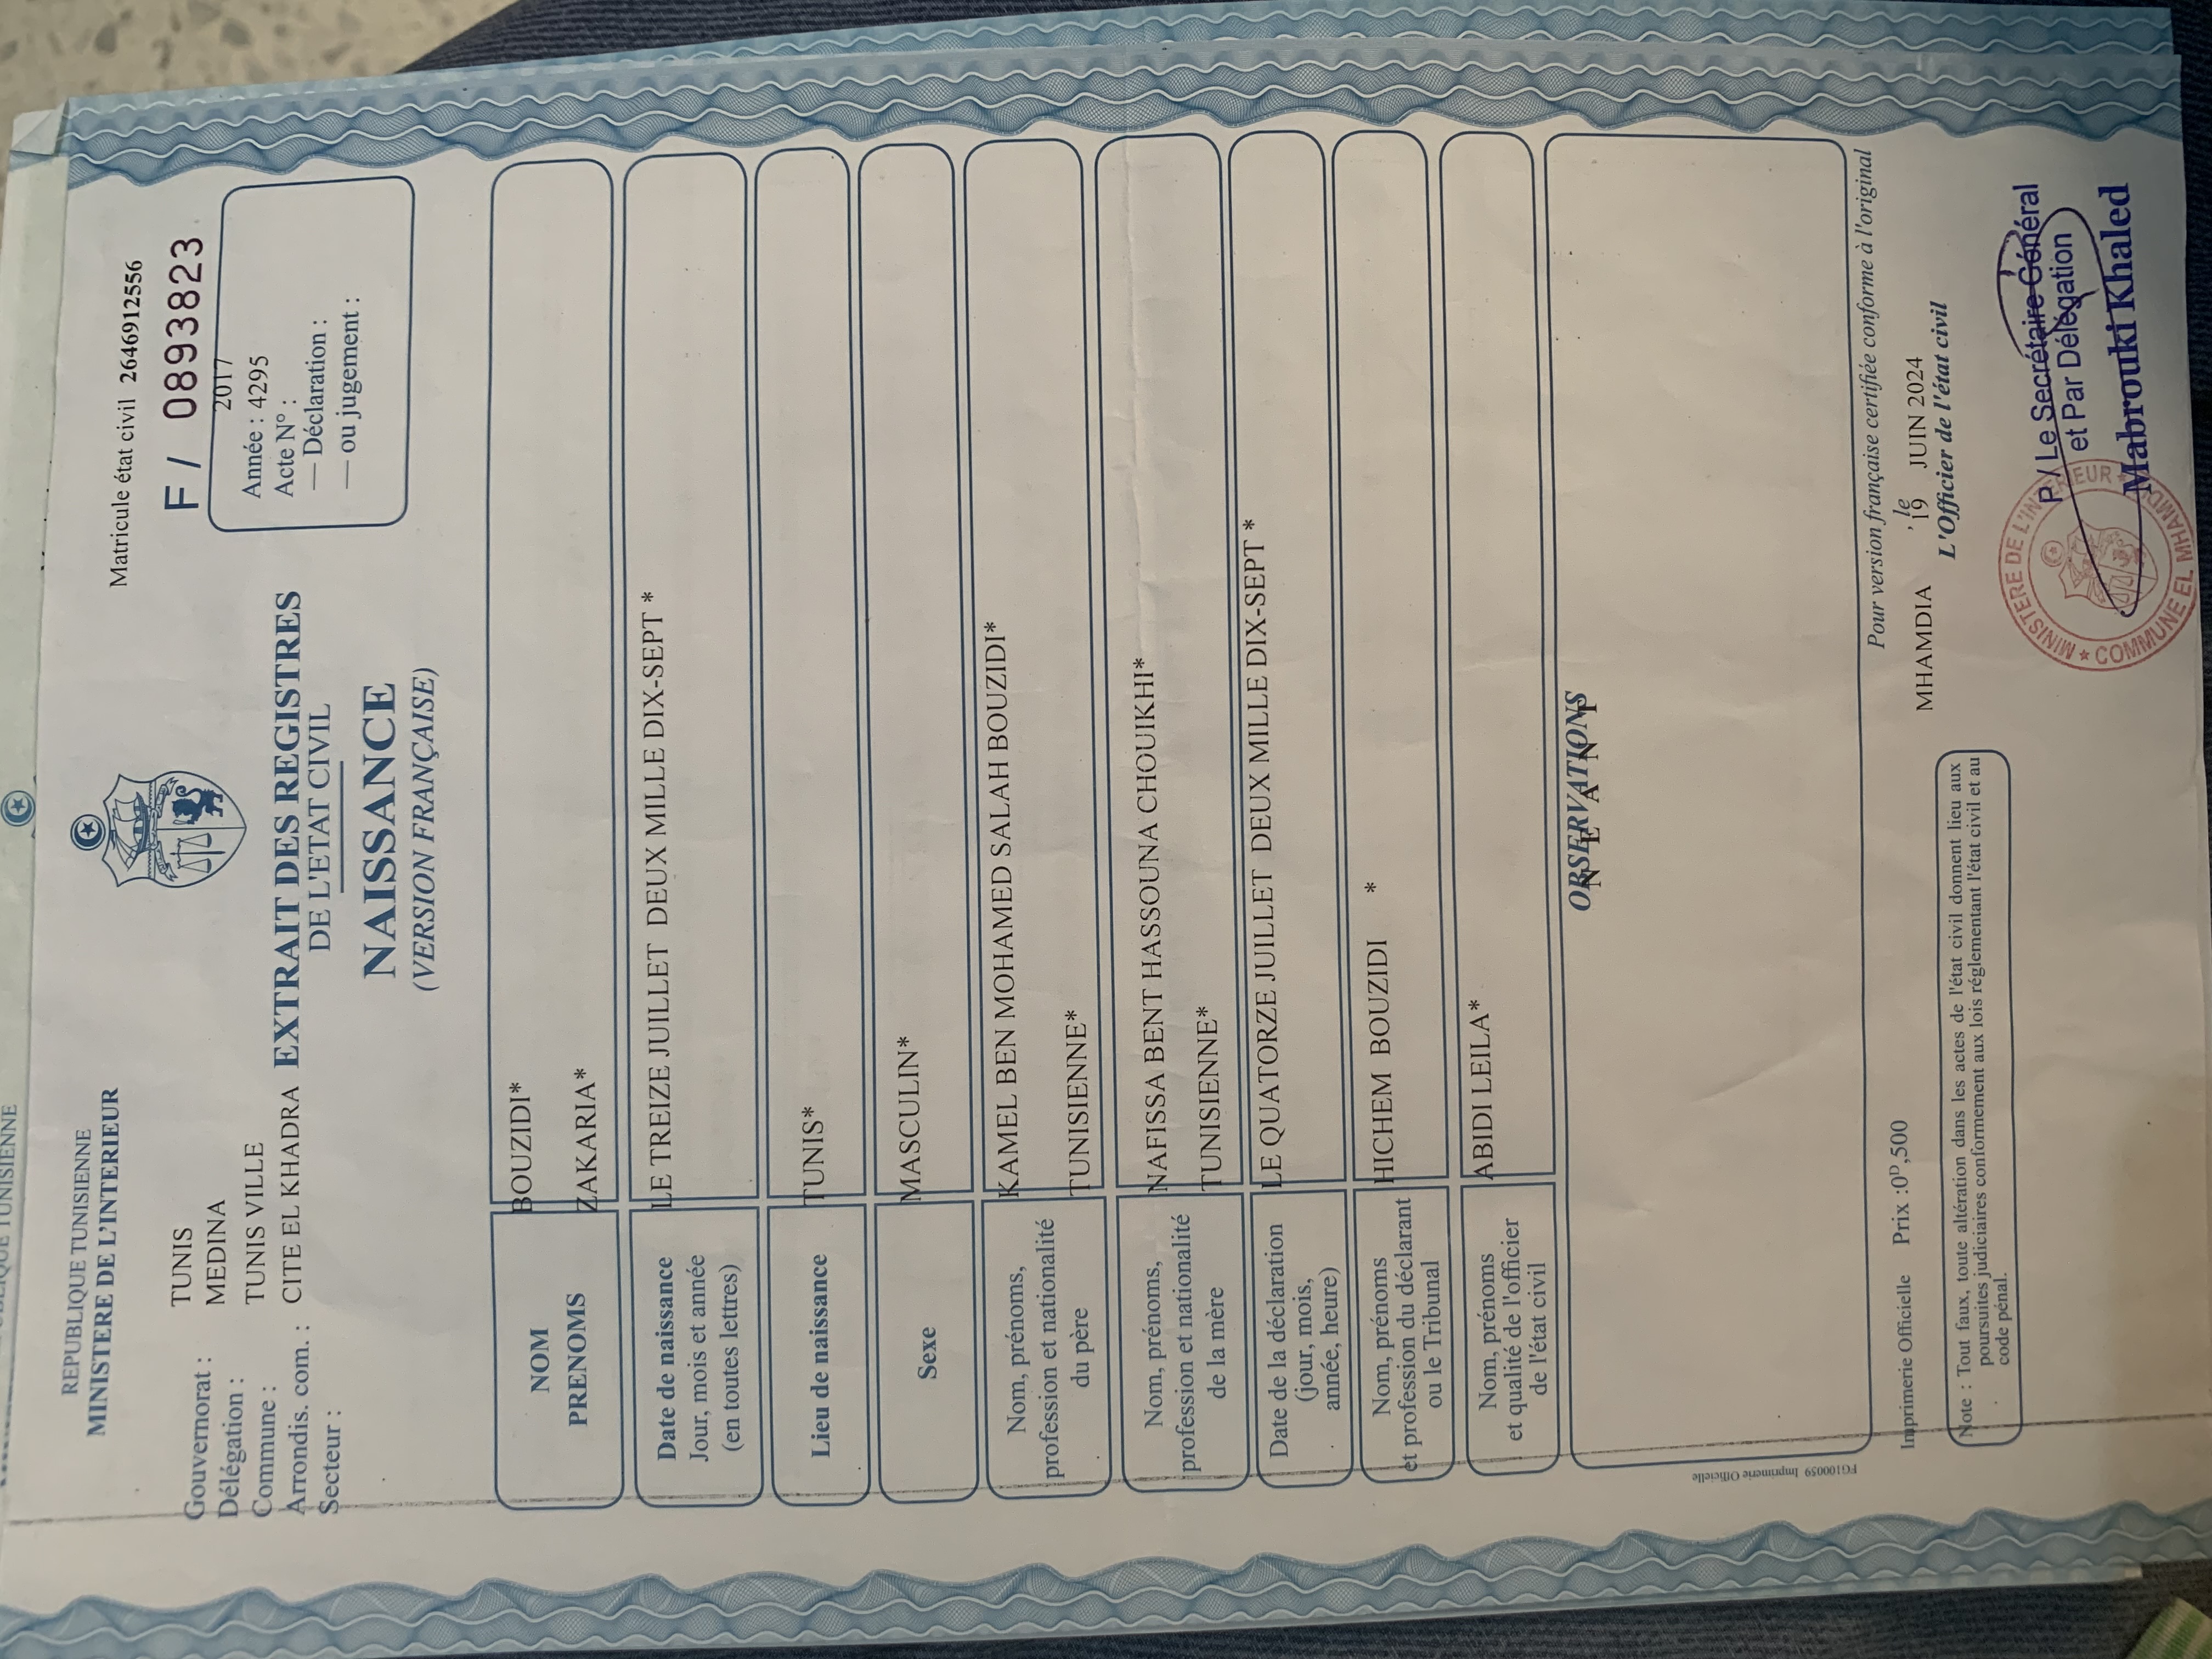 REPUBLIQUE TUNISIENNE
MINISTERE DE L'INTERIEUR
Matricule état civil 2646912556
F / 0893823
2017
Année : 4295
Acte N° :
— Déclaration :
— ou jugement :
Gouvernorat : TUNIS
Délégation : MEDINA
Commune : TUNIS VILLE
Arrondis. com. : CITE EL KHADRA
Secteur :
EXTRAIT DES REGISTRES
DE L'ETAT CIVIL
NAISSANCE
(VERSION FRANÇAISE)
NOM BOUZIDI*
PRENOMS ZAKARIA*
Date de naissance
Jour, mois et année
(en toutes lettres)
LE TREIZE JUILLET DEUX MILLE DIX-SEPT *
Lieu de naissance TUNIS*
Sexe MASCULIN*
Nom, prénoms,
profession et nationalité
du père
KAMEL BEN MOHAMED SALAH BOUZIDI*
TUNISIENNE*
Nom, prénoms,
profession et nationalité
de la mère
NAFISSA BENT HASSOUNA CHOUIKHI*
TUNISIENNE*
Date de la déclaration
(jour, mois,
année, heure)
LE QUATORZE JUILLET DEUX MILLE DIX-SEPT *
Nom, prénoms
et profession du déclarant
ou le Tribunal
HICHEM BOUZIDI *
Nom, prénoms
et qualité de l'officier
de l'état civil
ABIDI LEILA*
OBSERVATIONS
N E A N T
FG100059 Imprimerie Officielle
Pour version française certifiée conforme à l'original
Imprimerie Officielle Prix :0D,500
MHAMDIA , le 19 JUIN 2024
L'Officier de l'état civil
Note : Tout faux, toute altération dans les actes de l'état civil donnent lieu aux
poursuites judiciaires conformement aux lois réglementant l'état civil et au
code pénal.
P / Le Secrétaire Général
et Par Délégation
Mabrouki Khaled
MINISTERE DE L'INTERIEUR * COMMUNE EL MHAMDIA *